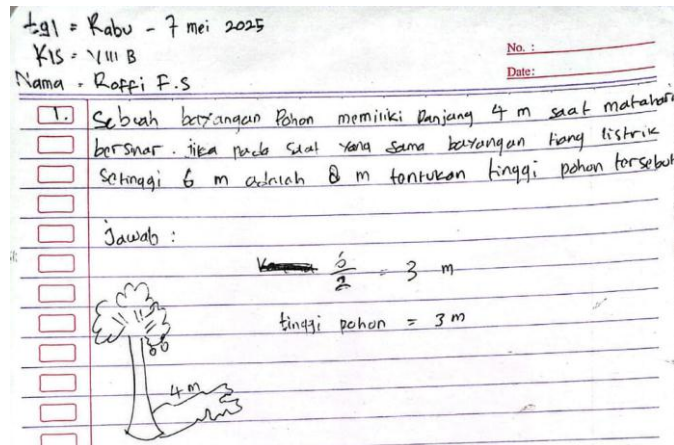 tgl = Rabu - 7 mei 2025
Kls = VIII B
No. :
Date:
Nama = Roffi F.S
1. Sebuah bayangan Pohon memiliki Panjang 4 m saat matahari
bersinar. jika pada saat yang sama bayangan tiang listrik
setinggi 6 m adalah 8 m tentukan tinggi pohon tersebut
Jawab :
6/2 = 3 m
tinggi pohon = 3 m
4 m